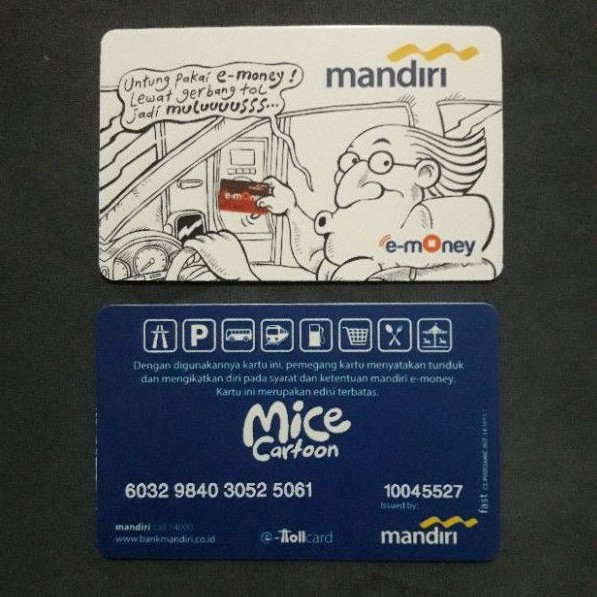 mandiri
Untung pakai e-money!
Lewat gerbang tol
jadi muluuuusss...
e-money
e-money
P
Dengan digunakannya kartu ini, pemegang kartu menyatakan tunduk
dan mengikatkan diri pada syarat dan ketentuan mandiri e-money.
Kartu ini merupakan edisi terbatas.
Mice
Cartoon
6032 9840 3052 5061
10045527
Issued by:
mandiri call 14000
www.bankmandiri.co.id
e-Tollcard
mandiri
fast